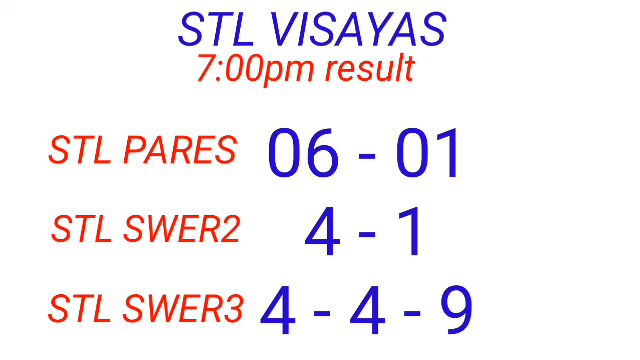 STL VISAYAS
7:00pm result
STL PARES 06 - 01
STL SWER2 4 - 1
STL SWER3 4 - 4 - 9